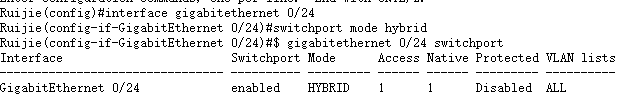 Ruijie(config)#interface gigabitethernet 0/24
Ruijie(config-if-GigabitEthernet 0/24)#switchport mode hybrid
Ruijie(config-if-GigabitEthernet 0/24)#$ gigabitethernet 0/24 switchport
Interface Switchport Mode Access Native Protected VLAN lists
-------------------------------- ---------- --------- ------ ------ --------- ----------
GigabitEthernet 0/24 enabled HYBRID 1 1 Disabled ALL